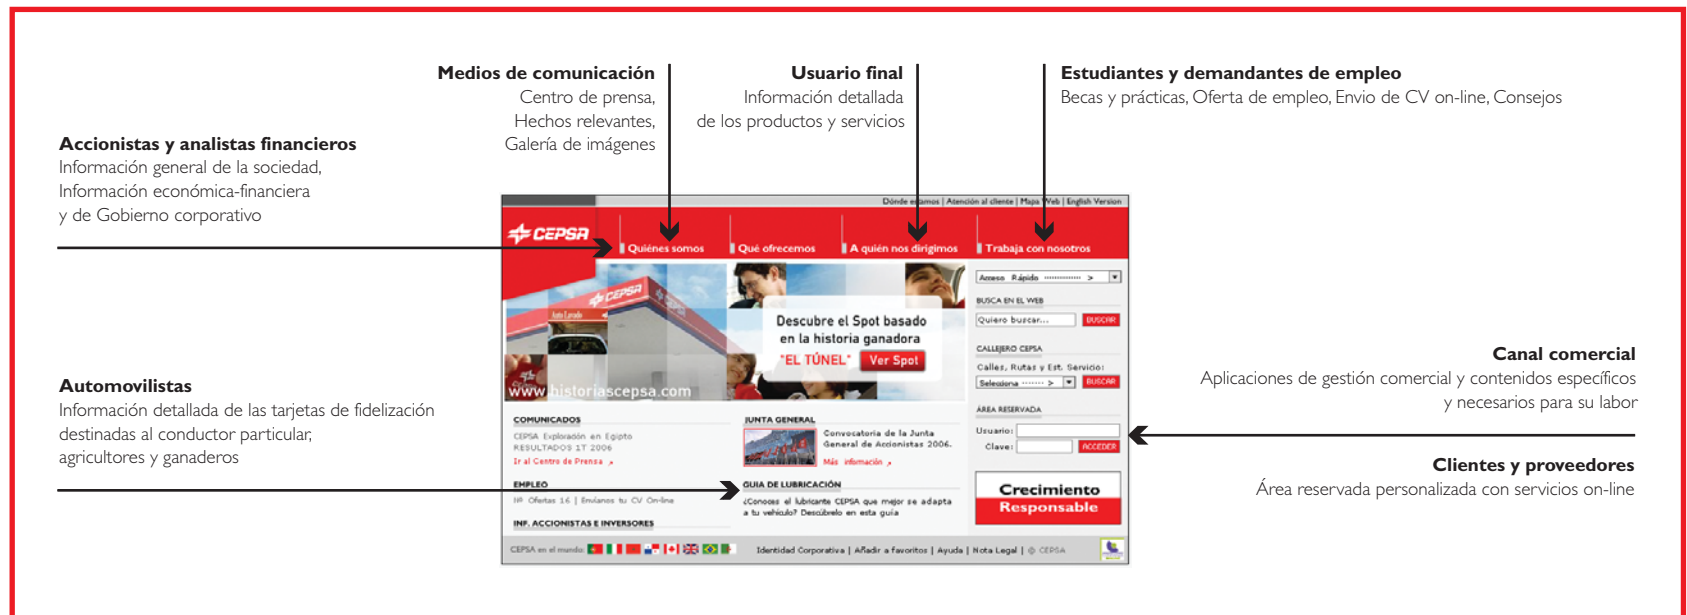 Medios de comunicación
Centro de prensa,
Hechos relevantes,
Galería de imágenes
Usuario final
Información detallada
de los productos y servicios
Estudiantes y demandantes de empleo
Becas y prácticas, Oferta de empleo, Envio de CV on-line, Consejos
Accionistas y analistas financieros
Información general de la sociedad,
Información económica-financiera
y de Gobierno corporativo
Automovilistas
Información detallada de las tarjetas de fidelización
destinadas al conductor particular,
agricultores y ganaderos
Dónde estamos | Atención al cliente | Mapa Web | English Version
CEPSA
Quiénes somos
Qué ofrecemos
A quién nos dirigimos
Trabaja con nosotros
CEPSA
CEPSA
Auto Lavado
Descubre el Spot basado
en la historia ganadora
"EL TÚNEL" Ver Spot
www.historiascepsa.com
Acceso Rápido ·············· >
BUSCA EN EL WEB
Quiero buscar... BUSCAR
CALLEJERO CEPSA
Calles, Rutas y Est. Servicio:
Selecciona ······· > BUSCAR
ÁREA RESERVADA
Usuario:
Clave: ACCEDER
Crecimiento
Responsable
COMUNICADOS
CEPSA Exploración en Egipto
RESULTADOS 1T 2006
Ir al Centro de Prensa
EMPLEO
Nº Ofertas 16 | Envíanos tu CV On-line
INF. ACCIONISTAS E INVERSORES
JUNTA GENERAL
Convocatoria de la Junta
General de Accionistas 2006.
Más información
GUIA DE LUBRICACIÓN
¿Conoces el lubricante CEPSA que mejor se adapta
a tu vehículo? Descúbrelo en esta guía
CEPSA en el mundo:
Identidad Corporativa | Añadir a favoritos | Ayuda | Nota Legal | © CEPSA
Canal comercial
Aplicaciones de gestión comercial y contenidos específicos
y necesarios para su labor
Clientes y proveedores
Área reservada personalizada con servicios on-line